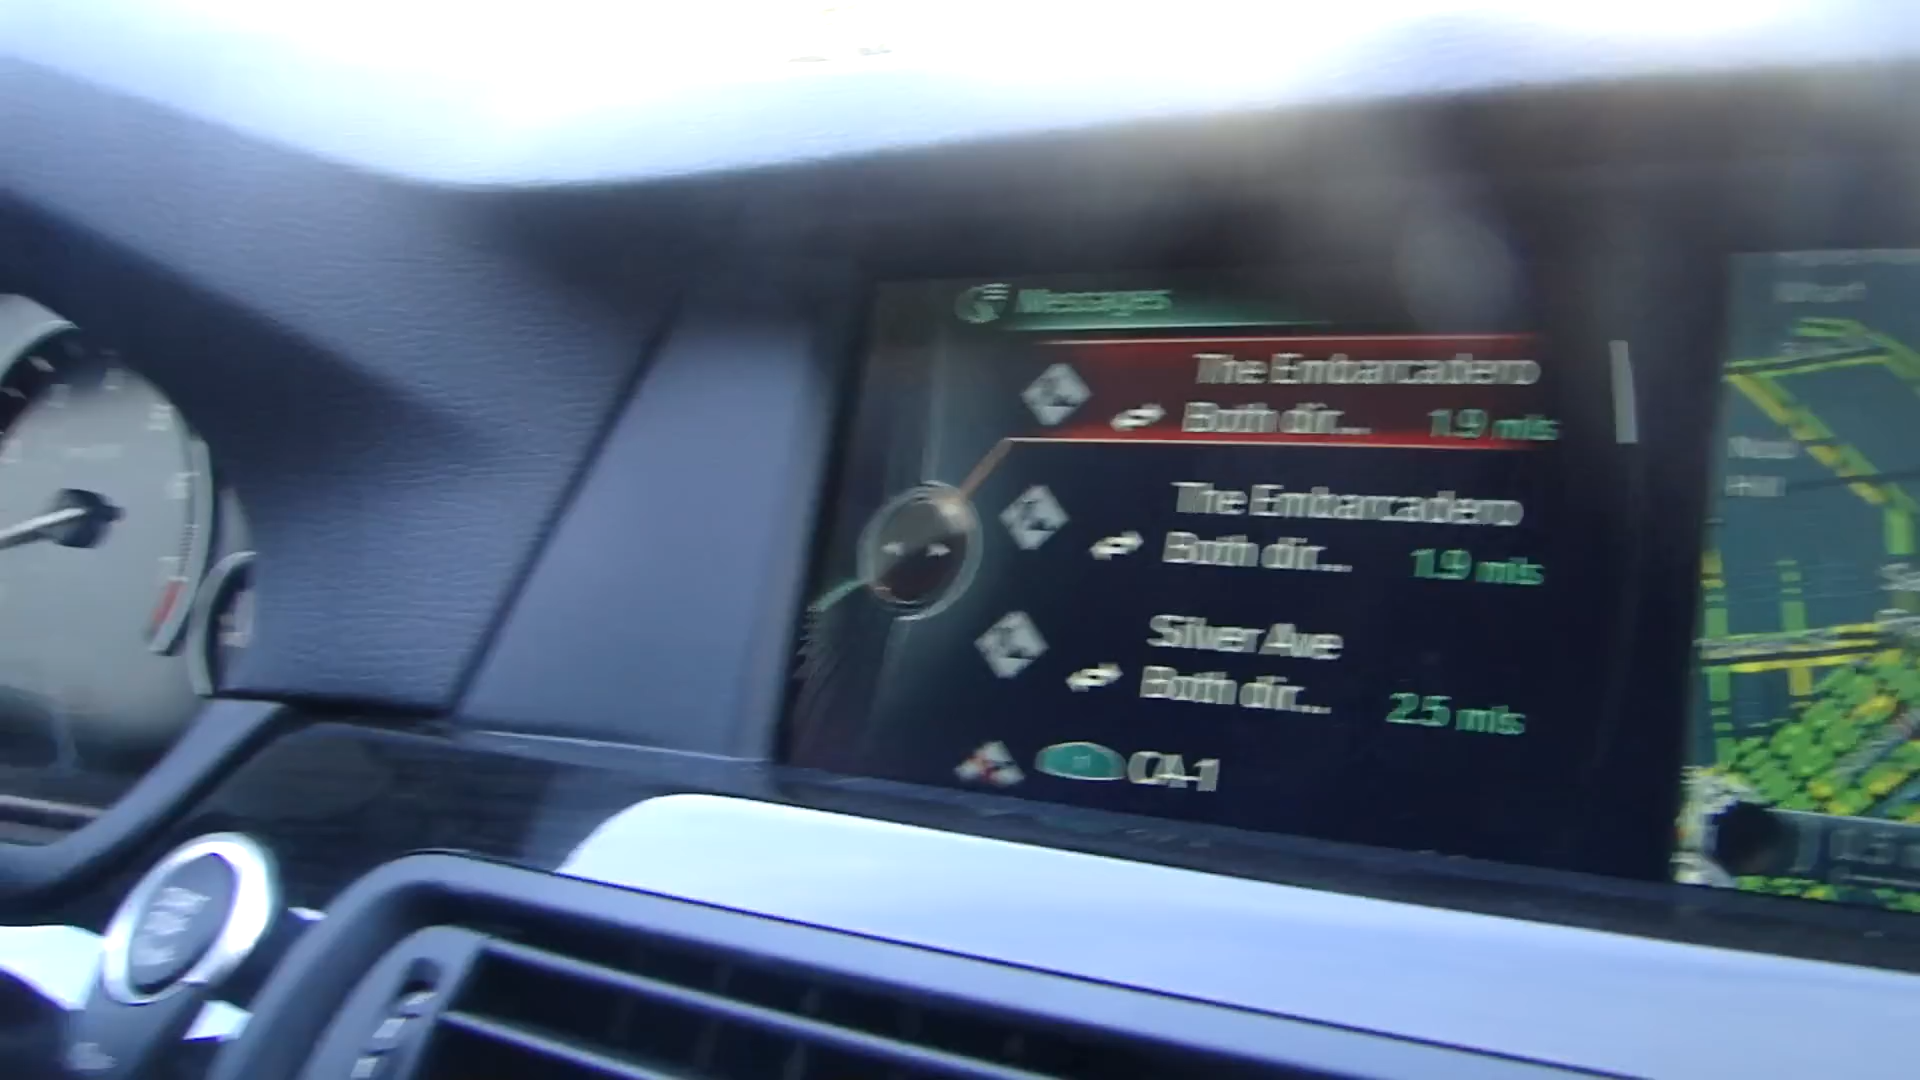 Messages
The Embarcadero
Both dir... 1.9 mls
The Embarcadero
Both dir... 1.9 mls
Silver Ave
Both dir... 2.5 mls
CA-1